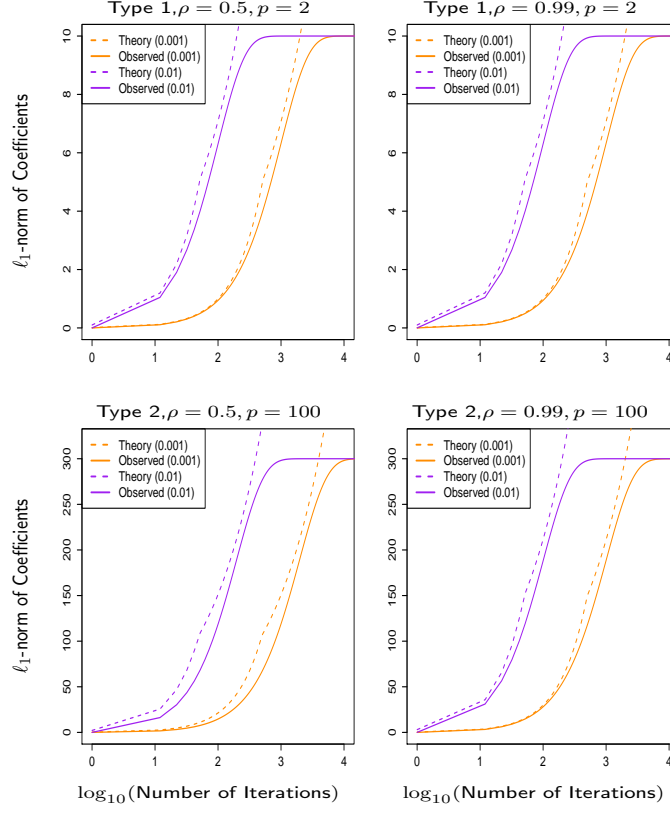 Type 1,ρ = 0.5, p = 2
Theory (0.001)
Observed (0.001)
Theory (0.01)
Observed (0.01)
ℓ1-norm of Coefficients
10
8
6
4
2
0
0 1 2 3 4
Type 1,ρ = 0.99, p = 2
Theory (0.001)
Observed (0.001)
Theory (0.01)
Observed (0.01)
10
8
6
4
2
0
0 1 2 3 4
Type 2,ρ = 0.5, p = 100
Theory (0.001)
Observed (0.001)
Theory (0.01)
Observed (0.01)
ℓ1-norm of Coefficients
300
250
200
150
100
50
0
0 1 2 3 4
log10(Number of Iterations)
Type 2,ρ = 0.99, p = 100
Theory (0.001)
Observed (0.001)
Theory (0.01)
Observed (0.01)
300
250
200
150
100
50
0
0 1 2 3 4
log10(Number of Iterations)